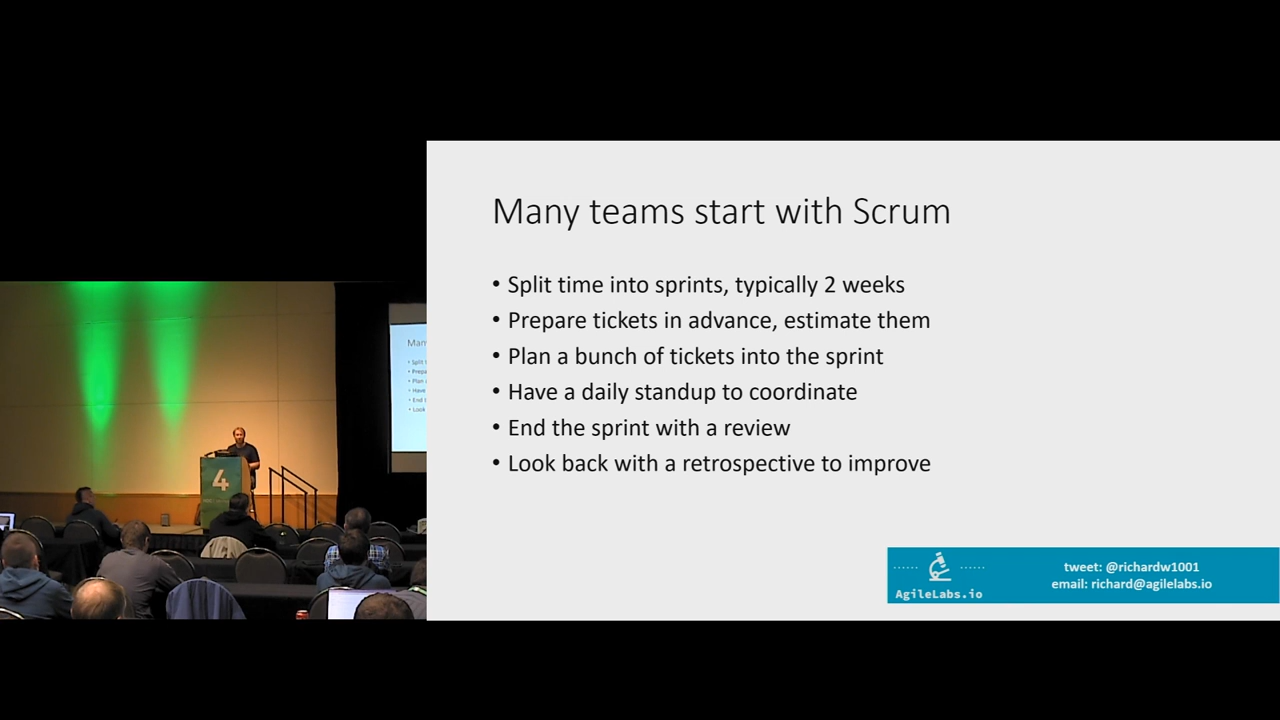 Many teams start with Scrum
• Split time into sprints, typically 2 weeks
• Prepare tickets in advance, estimate them
• Plan a bunch of tickets into the sprint
• Have a daily standup to coordinate
• End the sprint with a review
• Look back with a retrospective to improve
AgileLabs.io
tweet: @richardw1001
email: richard@agilelabs.io
4